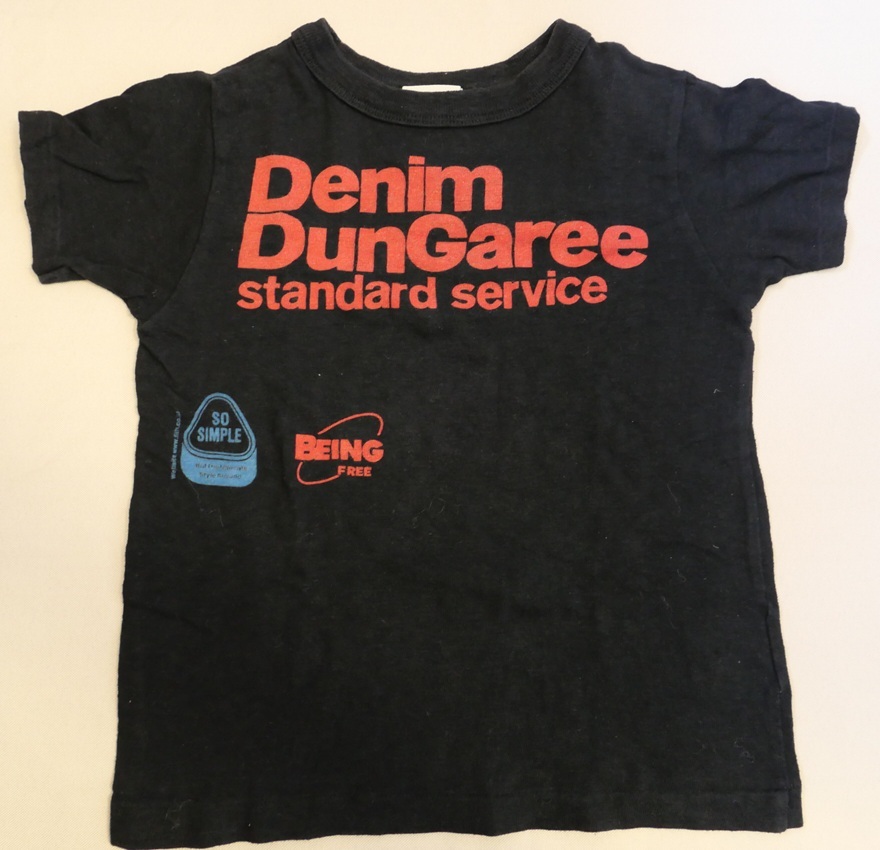 Denim
DunGaree
standard service
SO
SIMPLE
BEING
FREE